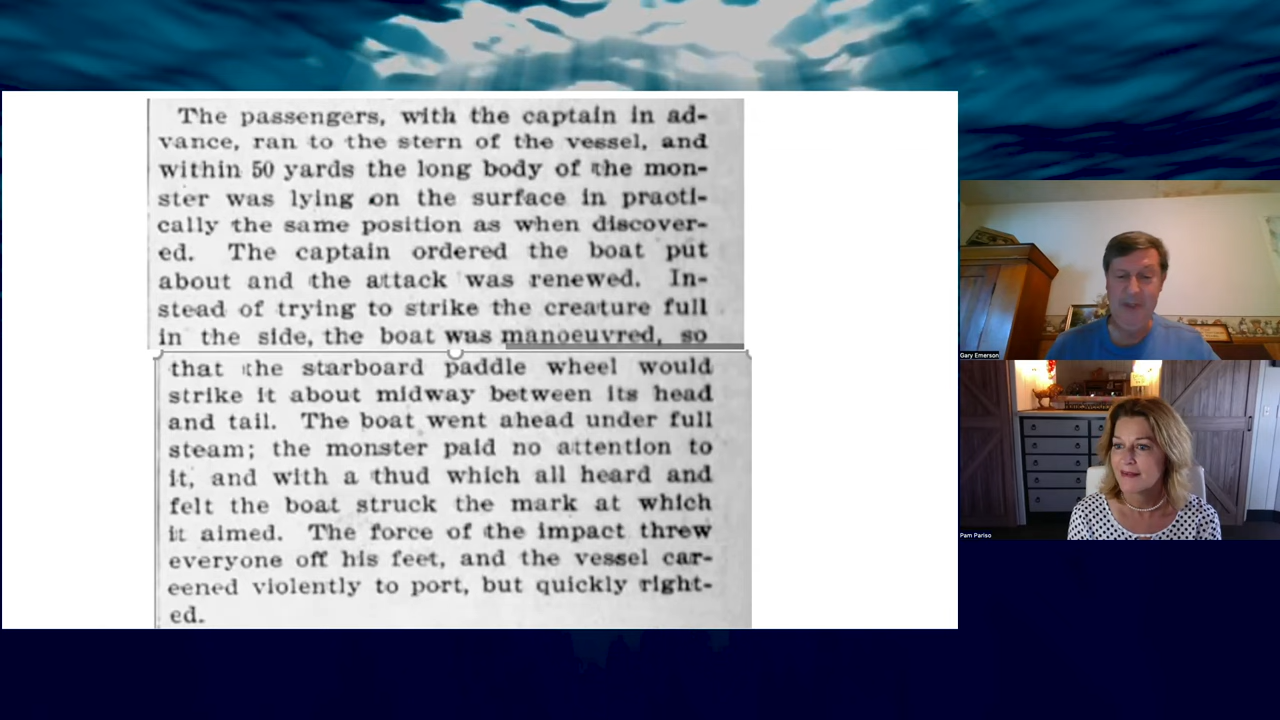 The passengers, with the captain in ad-
vance, ran to the stern of the vessel, and
within 50 yards the long body of the mon-
ster was lying on the surface in practi-
cally the same position as when discover-
ed. The captain ordered the boat put
about and the attack was renewed. In-
stead of trying to strike the creature full
in the side, the boat was manoeuvred, so
that the starboard paddle wheel would
strike it about midway between its head
and tail. The boat went ahead under full
steam; the monster paid no attention to
it, and with a thud which all heard and
felt the boat struck the mark at which
it aimed. The force of the impact threw
everyone off his feet, and the vessel car-
eened violently to port, but quickly right-
ed.
Gary Emerson
Pam Pariso